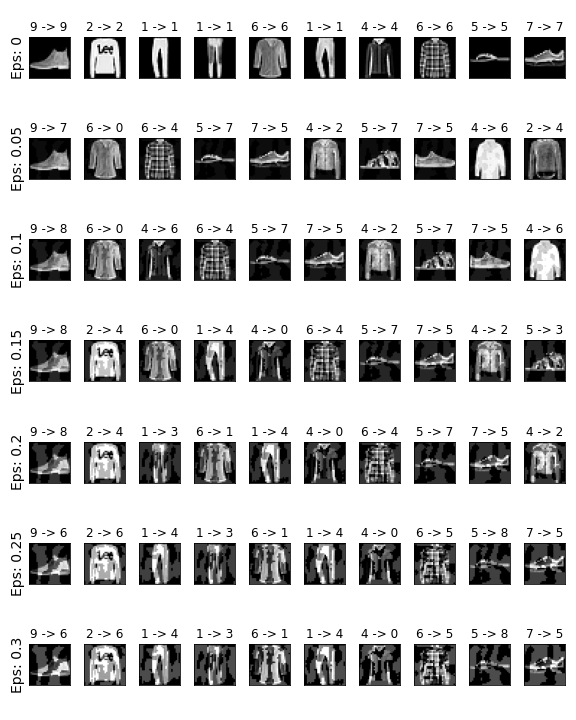 9 -> 9 2 -> 2 1 -> 1 1 -> 1 6 -> 6 1 -> 1 4 -> 4 6 -> 6 5 -> 5 7 -> 7
Eps: 0
Lee
9 -> 7 6 -> 0 6 -> 4 5 -> 7 7 -> 5 4 -> 2 5 -> 7 7 -> 5 4 -> 6 2 -> 4
Eps: 0.05
9 -> 8 6 -> 0 4 -> 6 6 -> 4 5 -> 7 7 -> 5 4 -> 2 5 -> 7 7 -> 5 4 -> 6
Eps: 0.1
9 -> 8 2 -> 4 6 -> 0 1 -> 4 4 -> 0 6 -> 4 5 -> 7 7 -> 5 4 -> 2 5 -> 3
Eps: 0.15
Lee
9 -> 8 2 -> 4 1 -> 3 6 -> 1 1 -> 4 4 -> 0 6 -> 4 5 -> 7 7 -> 5 4 -> 2
Eps: 0.2
Lee
9 -> 6 2 -> 6 1 -> 4 1 -> 3 6 -> 1 1 -> 4 4 -> 0 6 -> 5 5 -> 8 7 -> 5
Eps: 0.25
Lee
9 -> 6 2 -> 6 1 -> 4 1 -> 3 6 -> 1 1 -> 4 4 -> 0 6 -> 5 5 -> 8 7 -> 5
Eps: 0.3
Lee